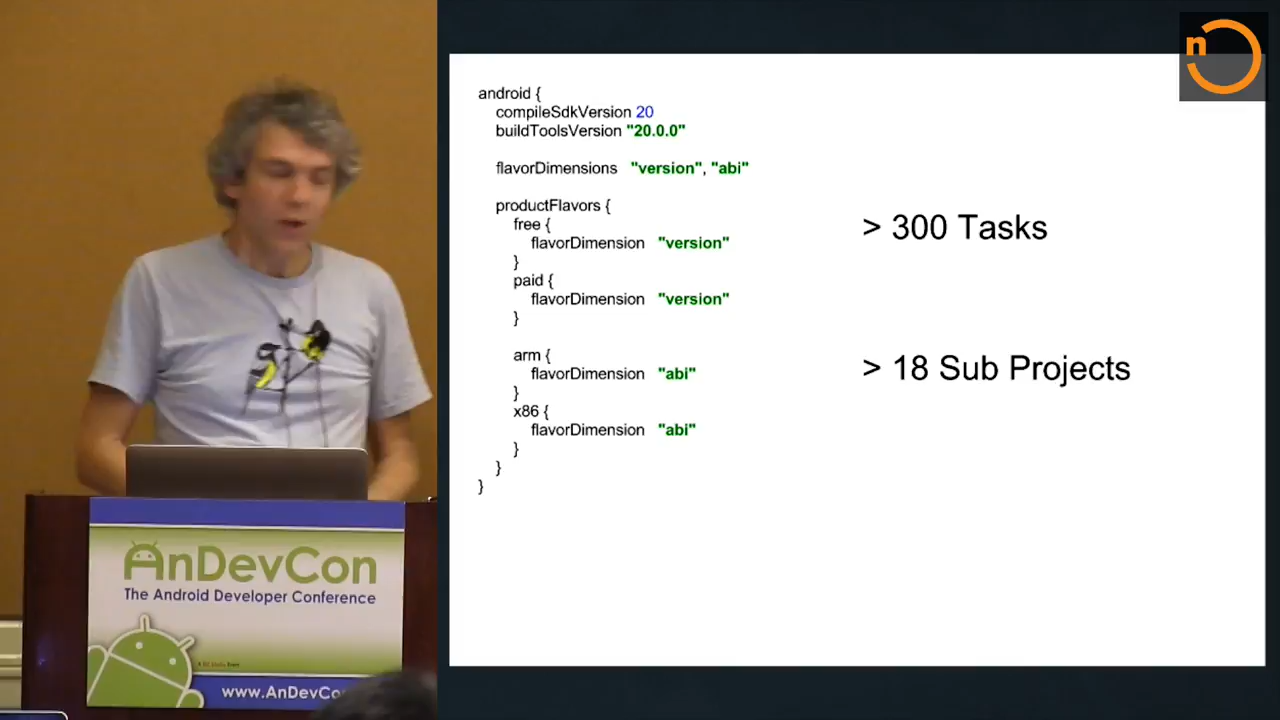 n
android {
compileSdkVersion 20
buildToolsVersion "20.0.0"
flavorDimensions "version", "abi"
productFlavors {
free {
flavorDimension "version"
}
paid {
flavorDimension "version"
}
arm {
flavorDimension "abi"
}
x86 {
flavorDimension "abi"
}
}
}
> 300 Tasks
> 18 Sub Projects
AnDevCon
The Android Developer Conference
www.AnDevCo